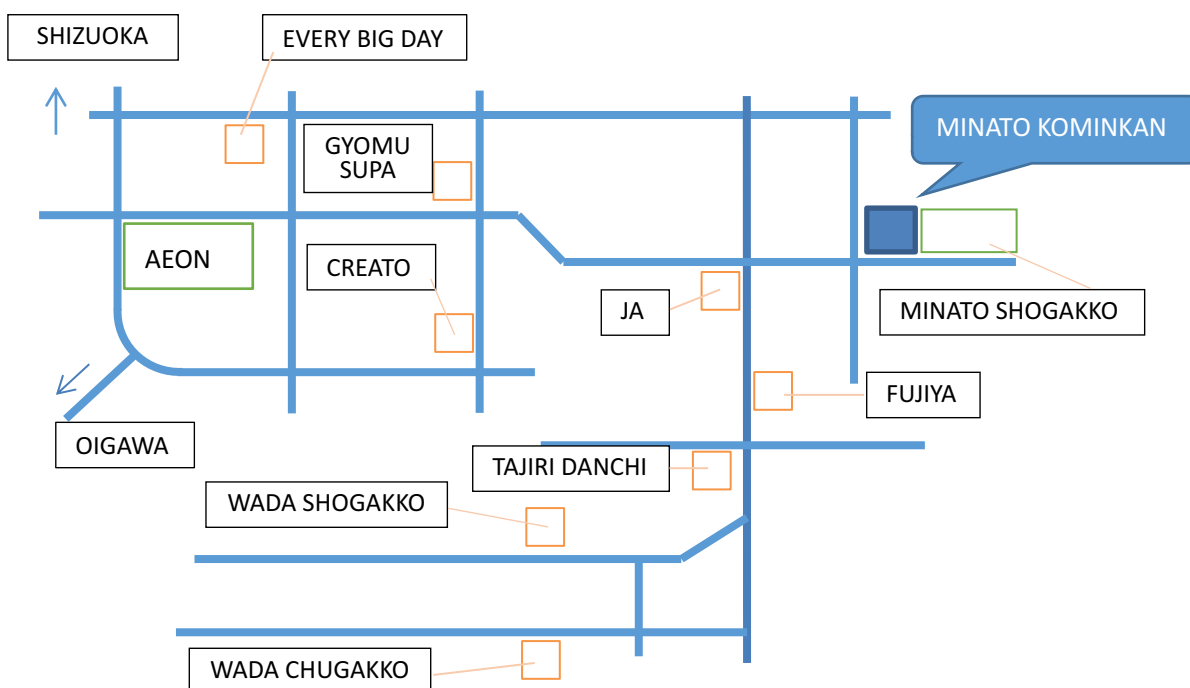 SHIZUOKA
EVERY BIG DAY
MINATO KOMINKAN
GYOMU
SUPA
AEON
CREATO
JA
MINATO SHOGAKKO
FUJIYA
OIGAWA
TAJIRI DANCHI
WADA SHOGAKKO
WADA CHUGAKKO